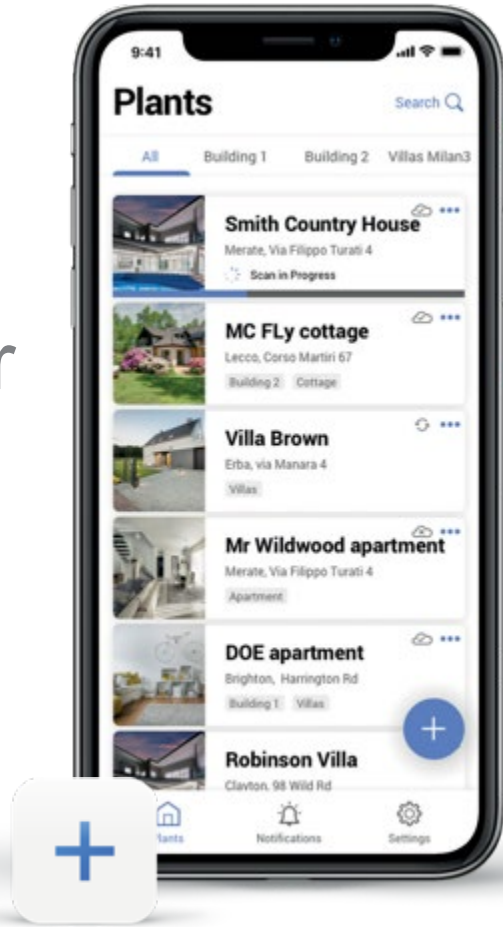 9:41
Plants
Search
All Building 1 Building 2 Villas Milan3
Smith Country House
Merate, Via Filippo Turati 4
Scan in Progress
MC FLy cottage
Lecco, Corso Martiri 67
Building 2 Cottage
Villa Brown
Erba, via Manara 4
Villas
Mr Wildwood apartment
Merate, Via Filippo Turati 4
Apartment
DOE apartment
Brighton, Harrington Rd
Building 1 Villas
Robinson Villa
Clayton, 98 Wild Rd
Plants Notifications Settings
r